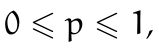 0 ⩽ p ⩽ 1,